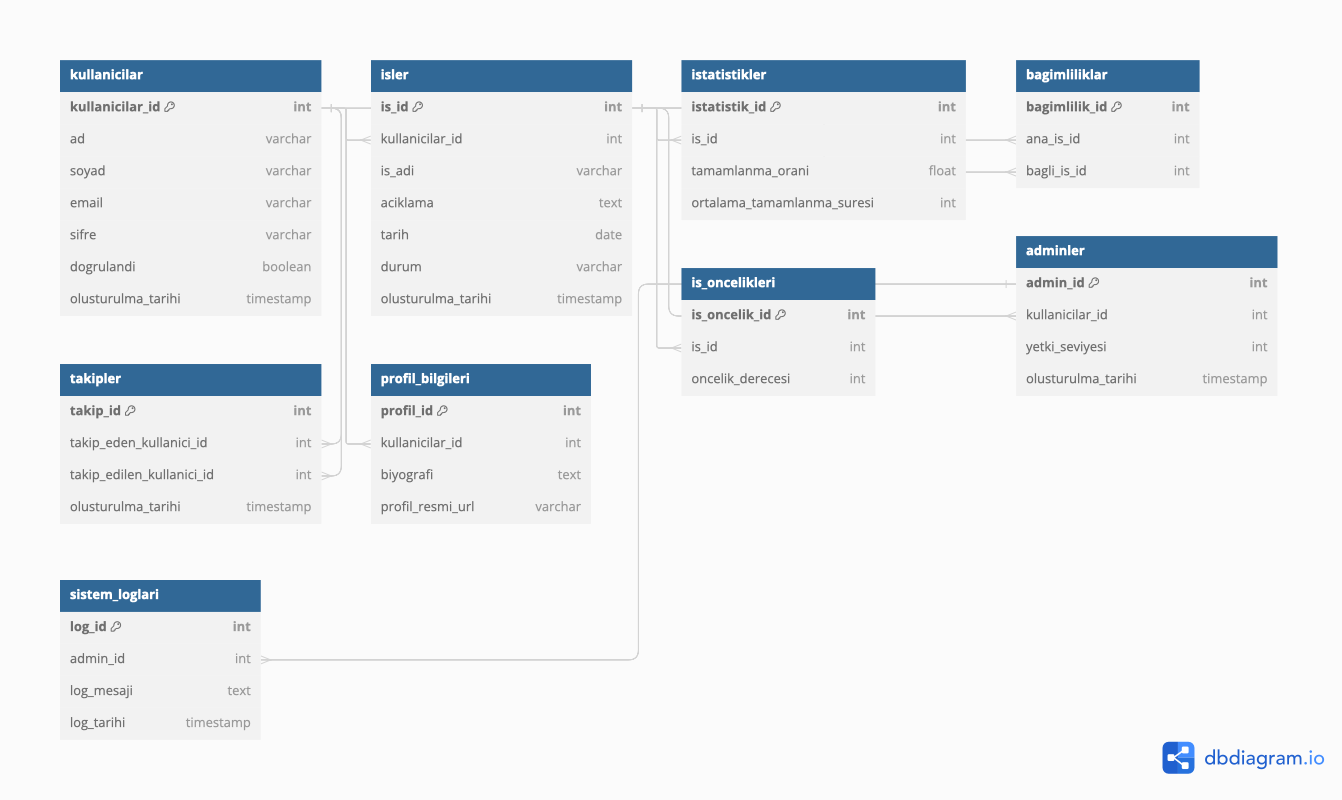 kullanicilar
kullanicilar_id int
ad varchar
soyad varchar
email varchar
sifre varchar
dogrulandi boolean
olusturulma_tarihi timestamp
isler
is_id int
kullanicilar_id int
is_adi varchar
aciklama text
tarih date
durum varchar
olusturulma_tarihi timestamp
istatistikler
istatistik_id int
is_id int
tamamlanma_orani float
ortalama_tamamlanma_suresi int
bagimliliklar
bagimlilik_id int
ana_is_id int
bagli_is_id int
is_oncelikleri
is_oncelik_id int
is_id int
oncelik_derecesi int
adminler
admin_id int
kullanicilar_id int
yetki_seviyesi int
olusturulma_tarihi timestamp
takipler
takip_id int
takip_eden_kullanici_id int
takip_edilen_kullanici_id int
olusturulma_tarihi timestamp
profil_bilgileri
profil_id int
kullanicilar_id int
biyografi text
profil_resmi_url varchar
sistem_loglari
log_id int
admin_id int
log_mesaji text
log_tarihi timestamp
dbdiagram.io